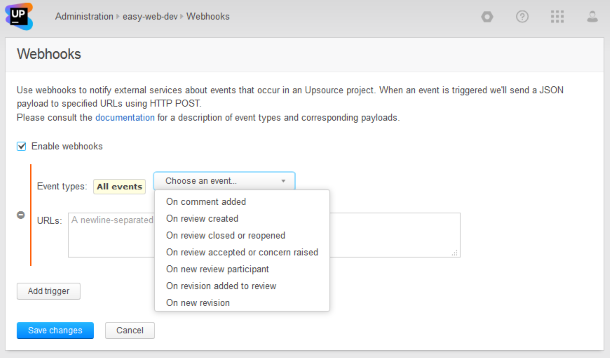 UP
Administration ▸ easy-web-dev ▸ Webhooks
Webhooks
Use webhooks to notify external services about events that occur in an Upsource project. When an event is triggered we'll send a JSON
payload to specified URLs using HTTP POST.
Please consult the documentation for a description of event types and corresponding payloads.
Enable webhooks
Event types: All events Choose an event...
On comment added
On review created
URLs: A newline-separated
On review closed or reopened
On review accepted or concern raised
On new review participant
On revision added to review
On new revision
Add trigger
Save changes Cancel